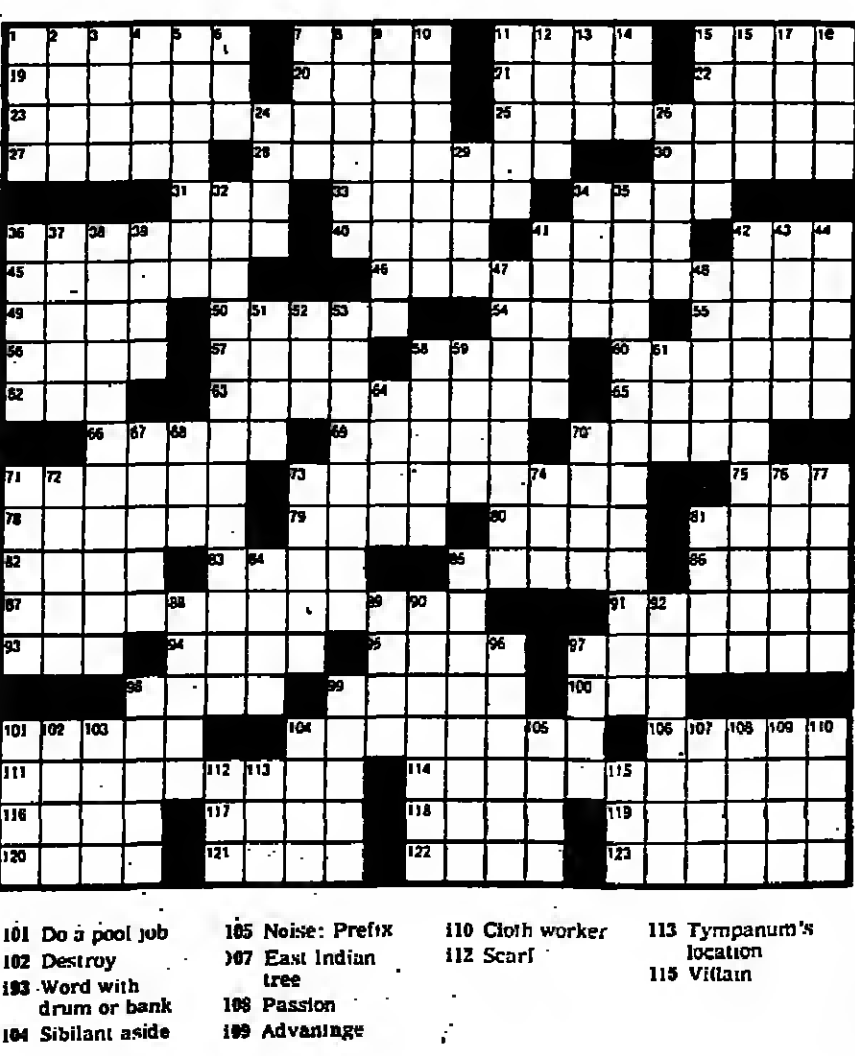 1 2 3 4 5 6 7 8 9 10 11 12 13 14 15 15 17 18
19 20 21 22
23 24 25 26
27 28 29 30
31 32 33 34 35
36 37 38 39 40 41 42 43 44
45 46 47 48
49 50 51 52 53 54 55
56 57 58 59 60 61
62 63 64 65
66 67 68 69 70
71 72 73 74 75 76 77
78 79 80 81
82 83 84 85 86
87 88 89 90 91 92
93 94 95 96 97
98 99 100
101 102 103 104 105 106 107 108 109 110
111 112 113 114 115
116 117 118 119
120 121 122 123
101 Do a pool job
102 Destroy
103 Word with
drum or bank
104 Sibilant aside
105 Noise: Prefix
107 East Indian
tree
108 Passion
109 Advantage
110 Cloth worker
112 Scarf
113 Tympanum's
location
115 Villain